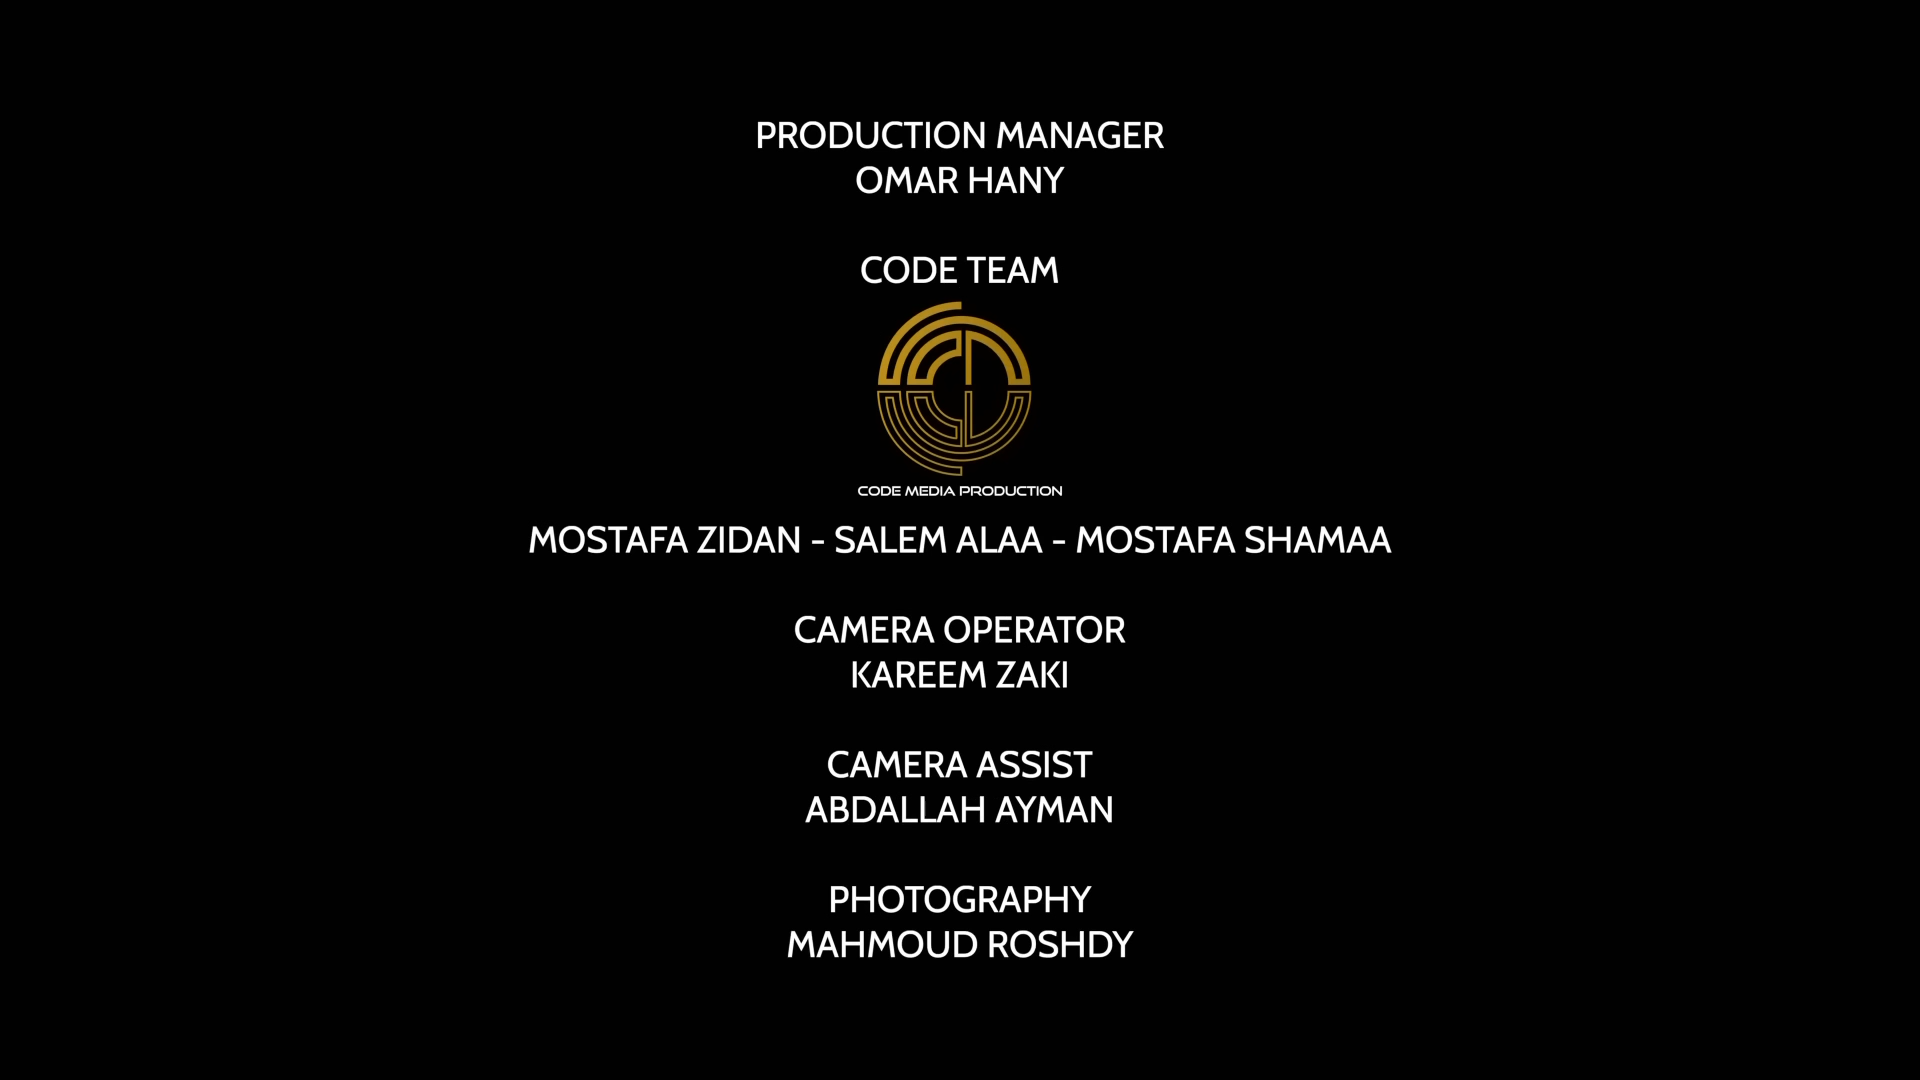 PRODUCTION MANAGER
OMAR HANY
CODE TEAM
CODE MEDIA PRODUCTION
MOSTAFA ZIDAN - SALEM ALAA - MOSTAFA SHAMAA
CAMERA OPERATOR
KAREEM ZAKI
CAMERA ASSIST
ABDALLAH AYMAN
PHOTOGRAPHY
MAHMOUD ROSHDY